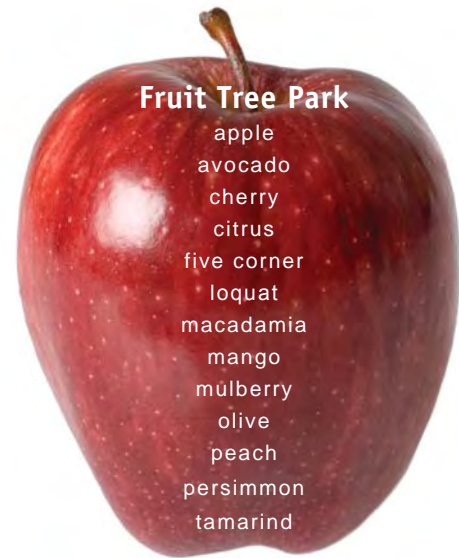 Fruit Tree Park
apple
avocado
cherry
citrus
five corner
loquat
macadamia
mango
mulberry
olive
peach
persimmon
tamarind